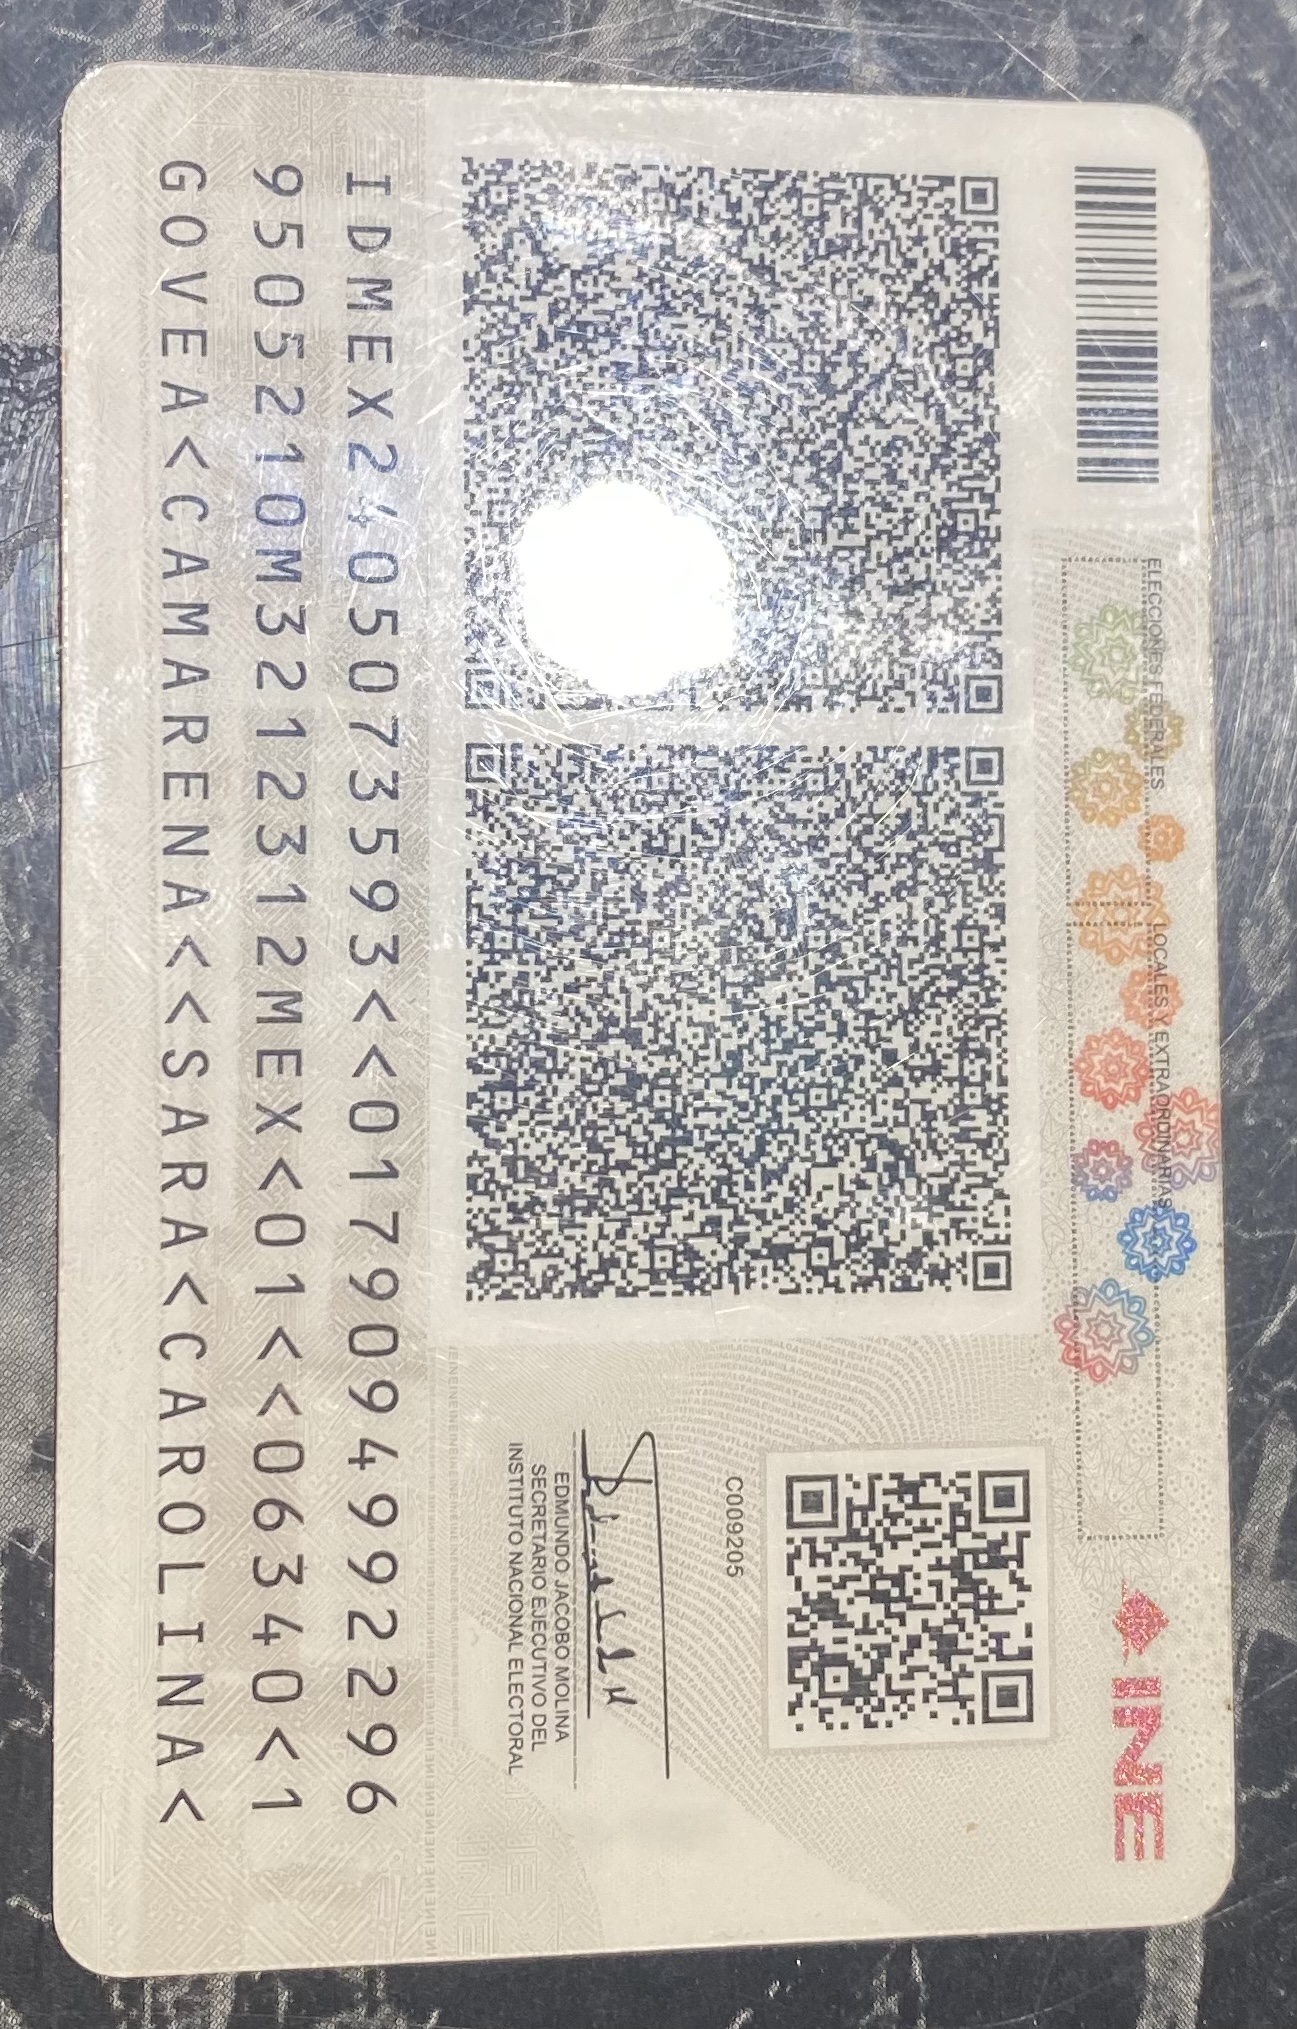 ELECCIONES FEDERALES
LOCALES Y EXTRAORDINARIAS
INE
C009205
EDMUNDO JACOBO MOLINA
SECRETARIO EJECUTIVO DEL
INSTITUTO NACIONAL ELECTORAL
IDMEX2405073593<<0179094992296
9505210M3212312MEX<01<<06340<1
GOVEA<CAMARENA<<SARA<CAROLINA<